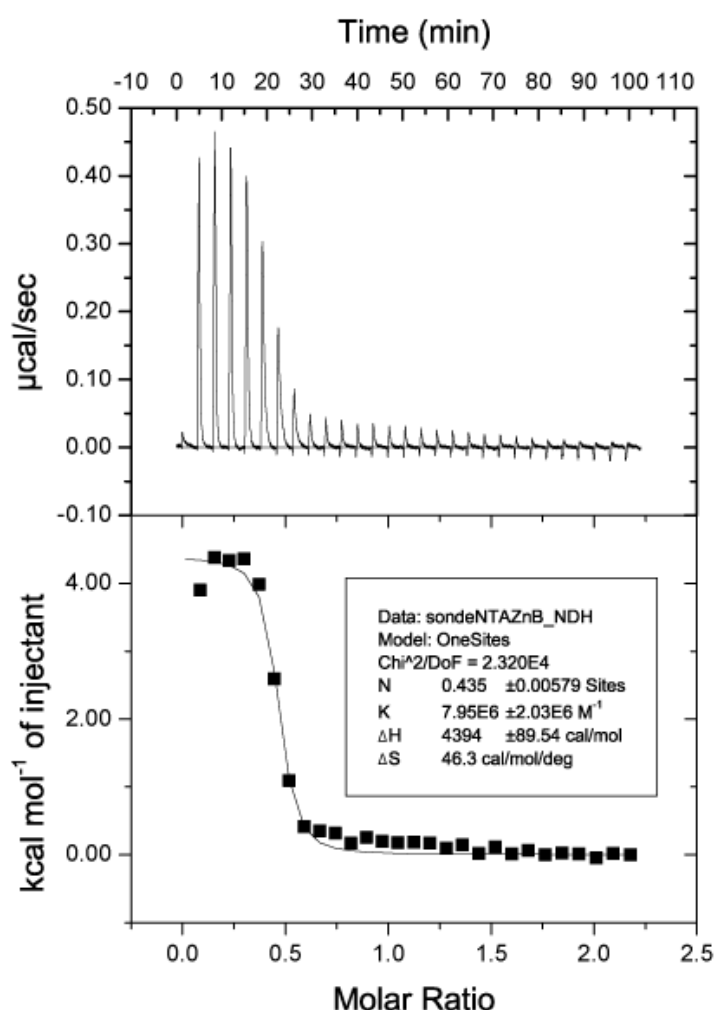 Time (min)
-10 0 10 20 30 40 50 60 70 80 90 100 110
0.50
0.40
0.30
0.20
0.10
0.00
-0.10
µcal/sec
4.00
2.00
0.00
kcal mol⁻¹ of injectant
Data: sondeNTAZnB_NDH
Model: OneSites
Chi^2/DoF = 2.320E4
N 0.435 ±0.00579 Sites
K 7.95E6 ±2.03E6 M⁻¹
ΔH 4394 ±89.54 cal/mol
ΔS 46.3 cal/mol/deg
0.0 0.5 1.0 1.5 2.0 2.5
Molar Ratio